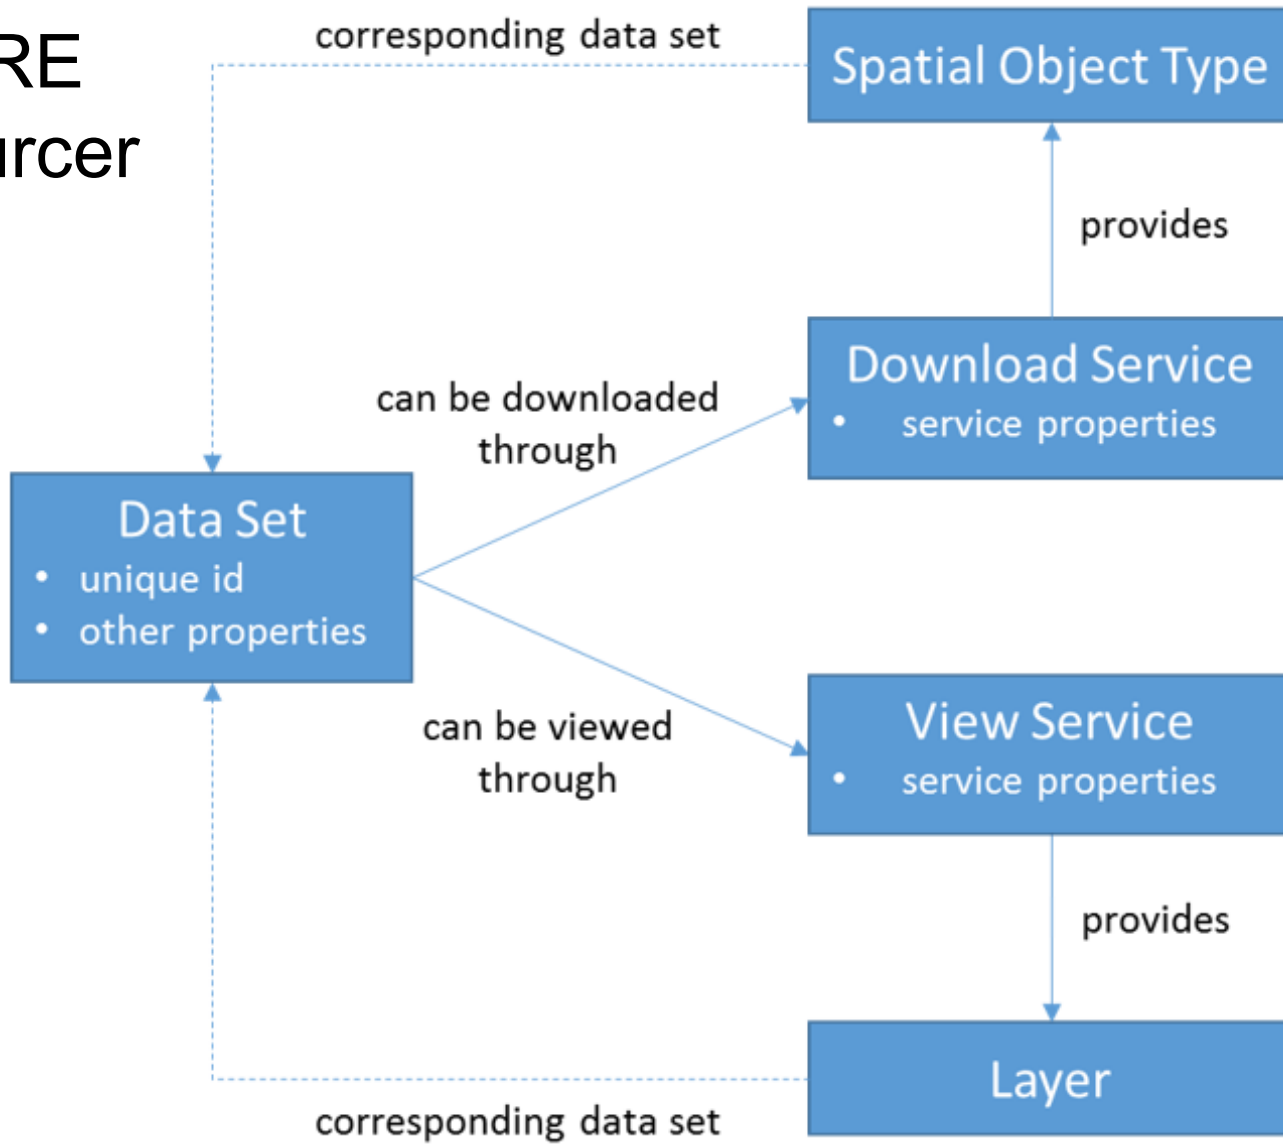 RE
urcer
corresponding data set
Spatial Object Type
provides
Download Service
• service properties
can be downloaded
through
Data Set
• unique id
• other properties
can be viewed
through
View Service
• service properties
provides
Layer
corresponding data set